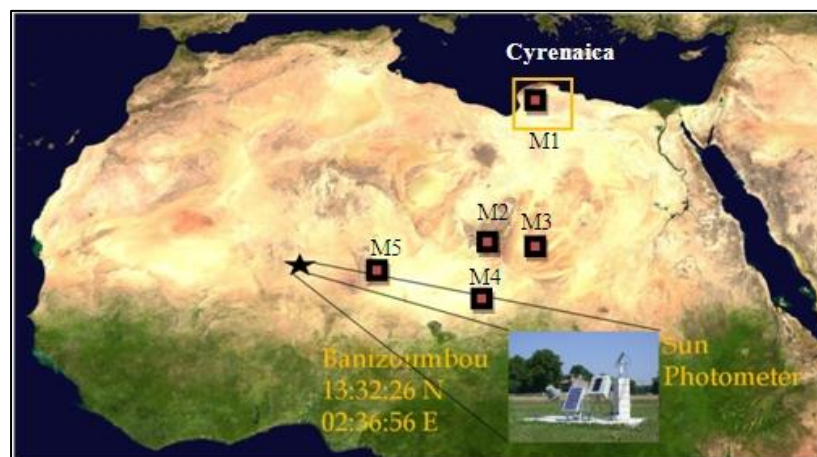 Cyrenaica
M1
M2
M3
M5
M4
Banizoumbou
13:32:26 N
02:36:56 E
Sun
Photometer